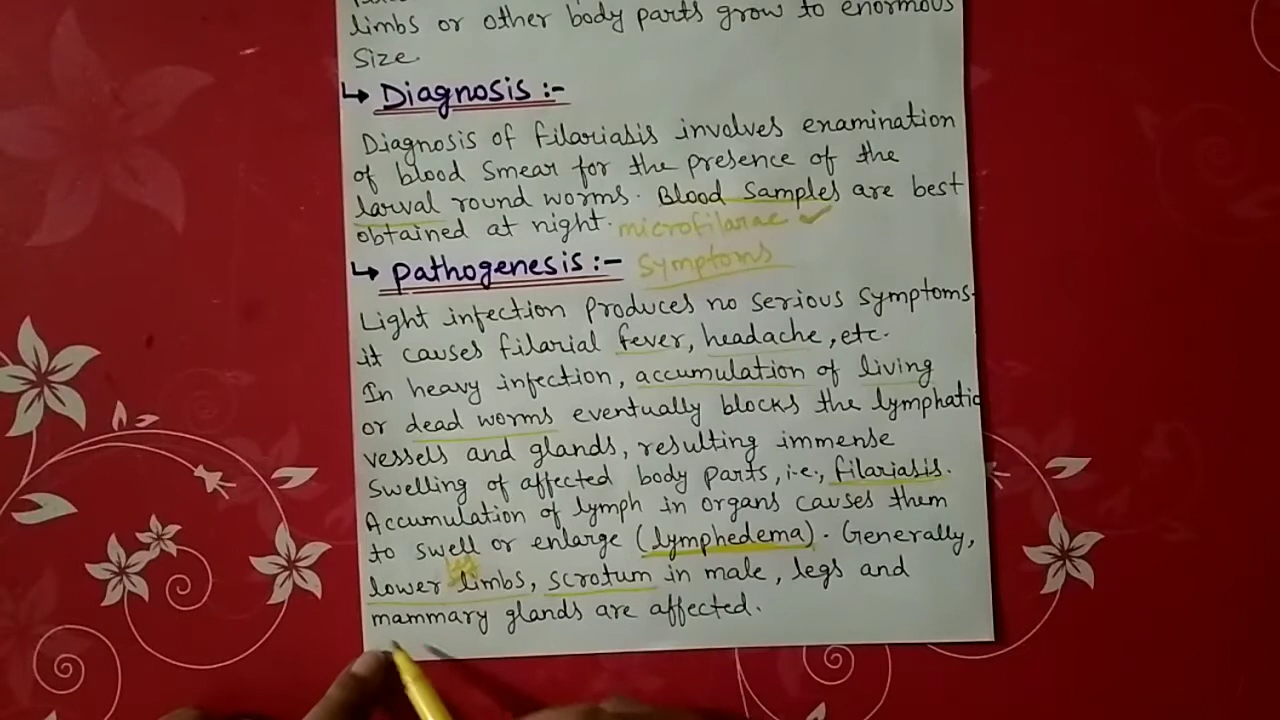 limbs or other body parts grow to enormous
size.
↳ Diagnosis :-
Diagnosis of filariasis involves examination
of blood smear for the presence of the
larval round worms. Blood samples are best
obtained at night. microfilarae ✓
↳ Pathogenesis :- Symptoms
Light infection produces no serious symptoms.
it causes filarial fever, headache, etc.
In heavy infection, accumulation of living
or dead worms eventually blocks the lymphatic
vessels and glands, resulting immense
swelling of affected body parts, i.e., filariasis.
Accumulation of lymph in organs causes them
to swell or enlarge (lymphedema). Generally,
lower limbs, scrotum in male, legs and
mammary glands are affected.